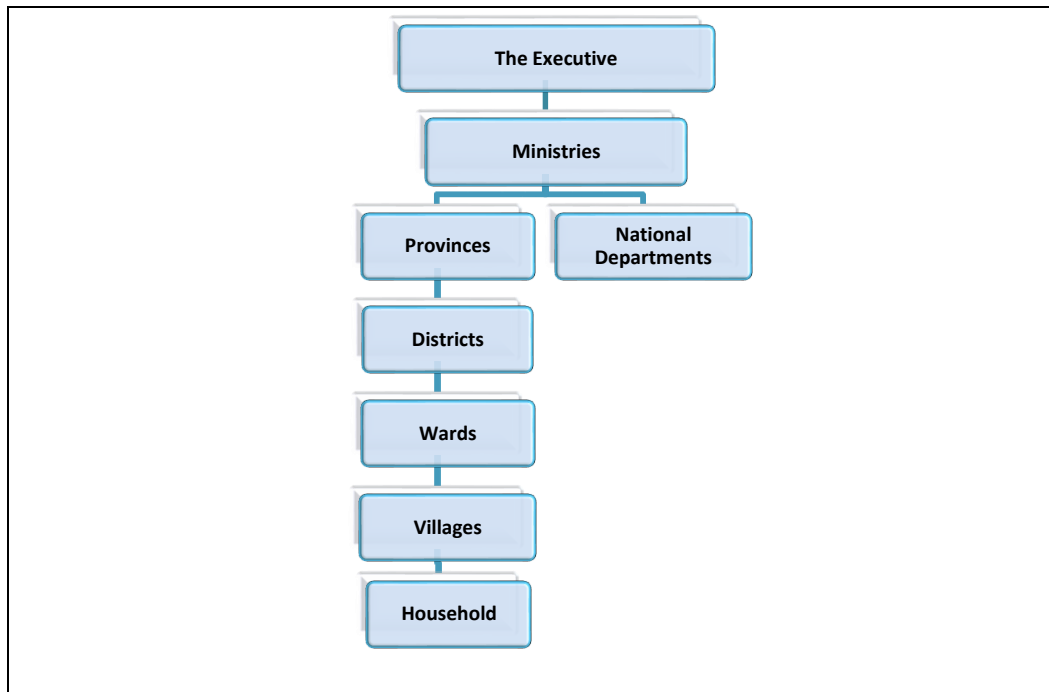 The Executive
Ministries
Provinces
National
Departments
Districts
Wards
Villages
Household